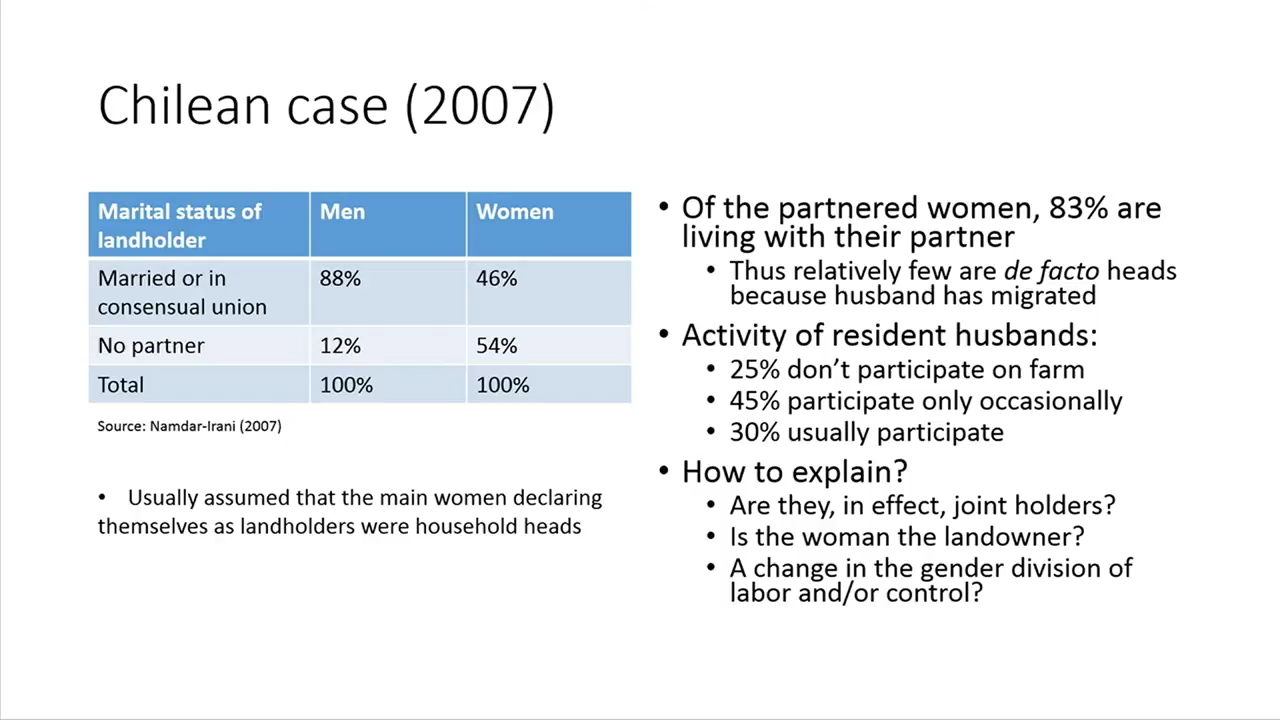 Chilean case (2007)
Marital status of landholder Men Women
Married or in consensual union 88% 46%
No partner 12% 54%
Total 100% 100%
Source: Namdar-Irani (2007)
• Usually assumed that the main women declaring
themselves as landholders were household heads
• Of the partnered women, 83% are
living with their partner
• Thus relatively few are de facto heads
because husband has migrated
• Activity of resident husbands:
• 25% don’t participate on farm
• 45% participate only occasionally
• 30% usually participate
• How to explain?
• Are they, in effect, joint holders?
• Is the woman the landowner?
• A change in the gender division of
labor and/or control?